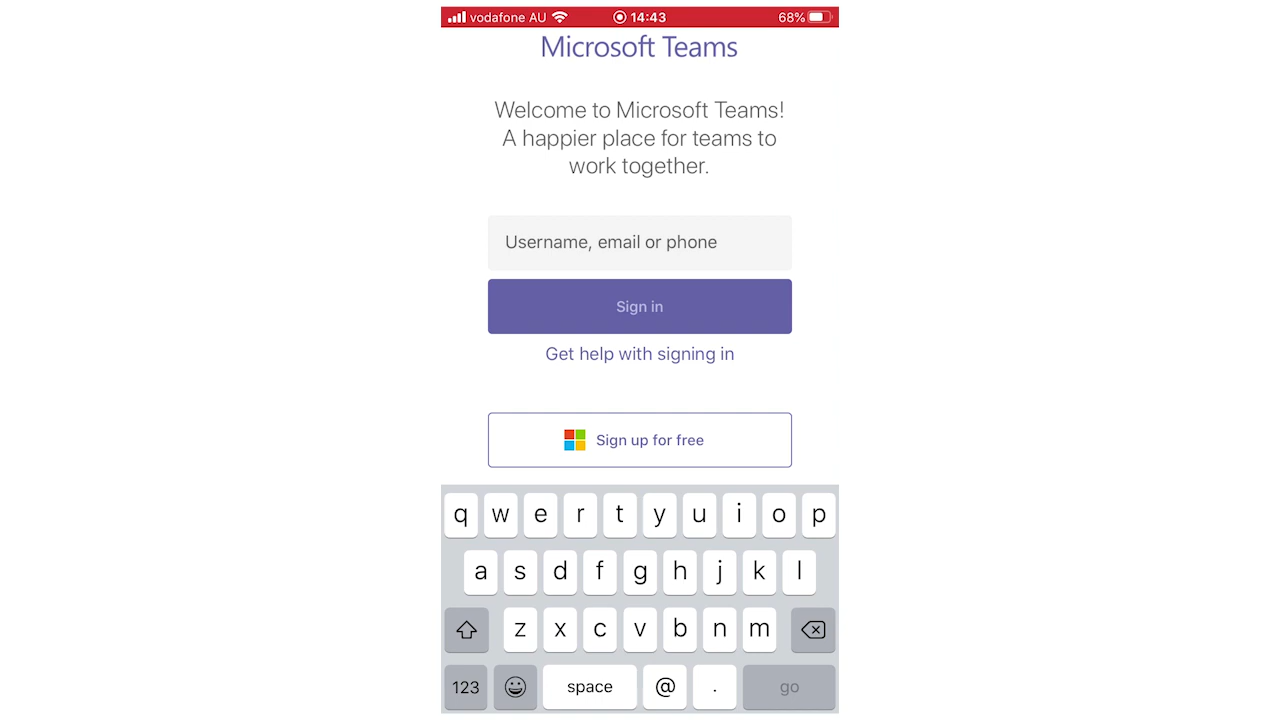 vodafone AU 14:43 68%
Microsoft Teams
Welcome to Microsoft Teams!
A happier place for teams to
work together.
Username, email or phone
Sign in
Get help with signing in
Sign up for free
q w e r t y u i o p
a s d f g h j k l
z x c v b n m
123 space @ . go